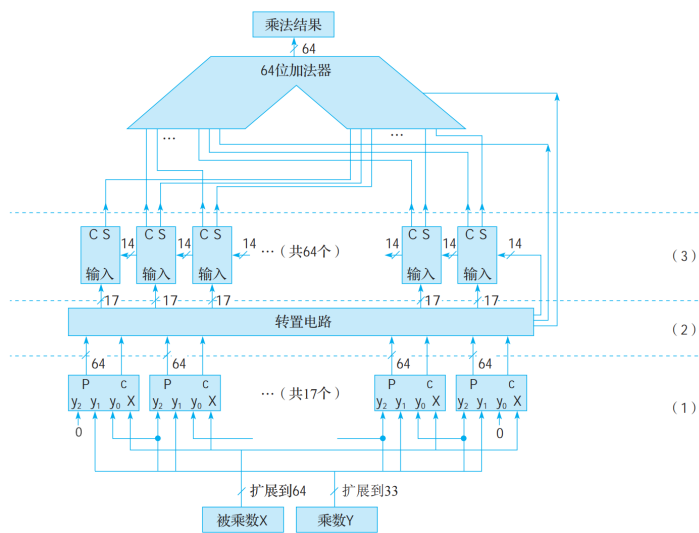 乘法结果
64
64位加法器
… …
C S C S C S C S C S
14 14 14 14 14 14
…（共64个）
（3）
输入 输入 输入 输入 输入
17 17 17 17 17
转置电路
（2）
64 64 64 64
P c P c P c P c
…（共17个）
y₂ y₁ y₀ X y₂ y₁ y₀ X y₂ y₁ y₀ X y₂ y₁ y₀ X
（1）
0 0
扩展到64 扩展到33
被乘数X 乘数Y